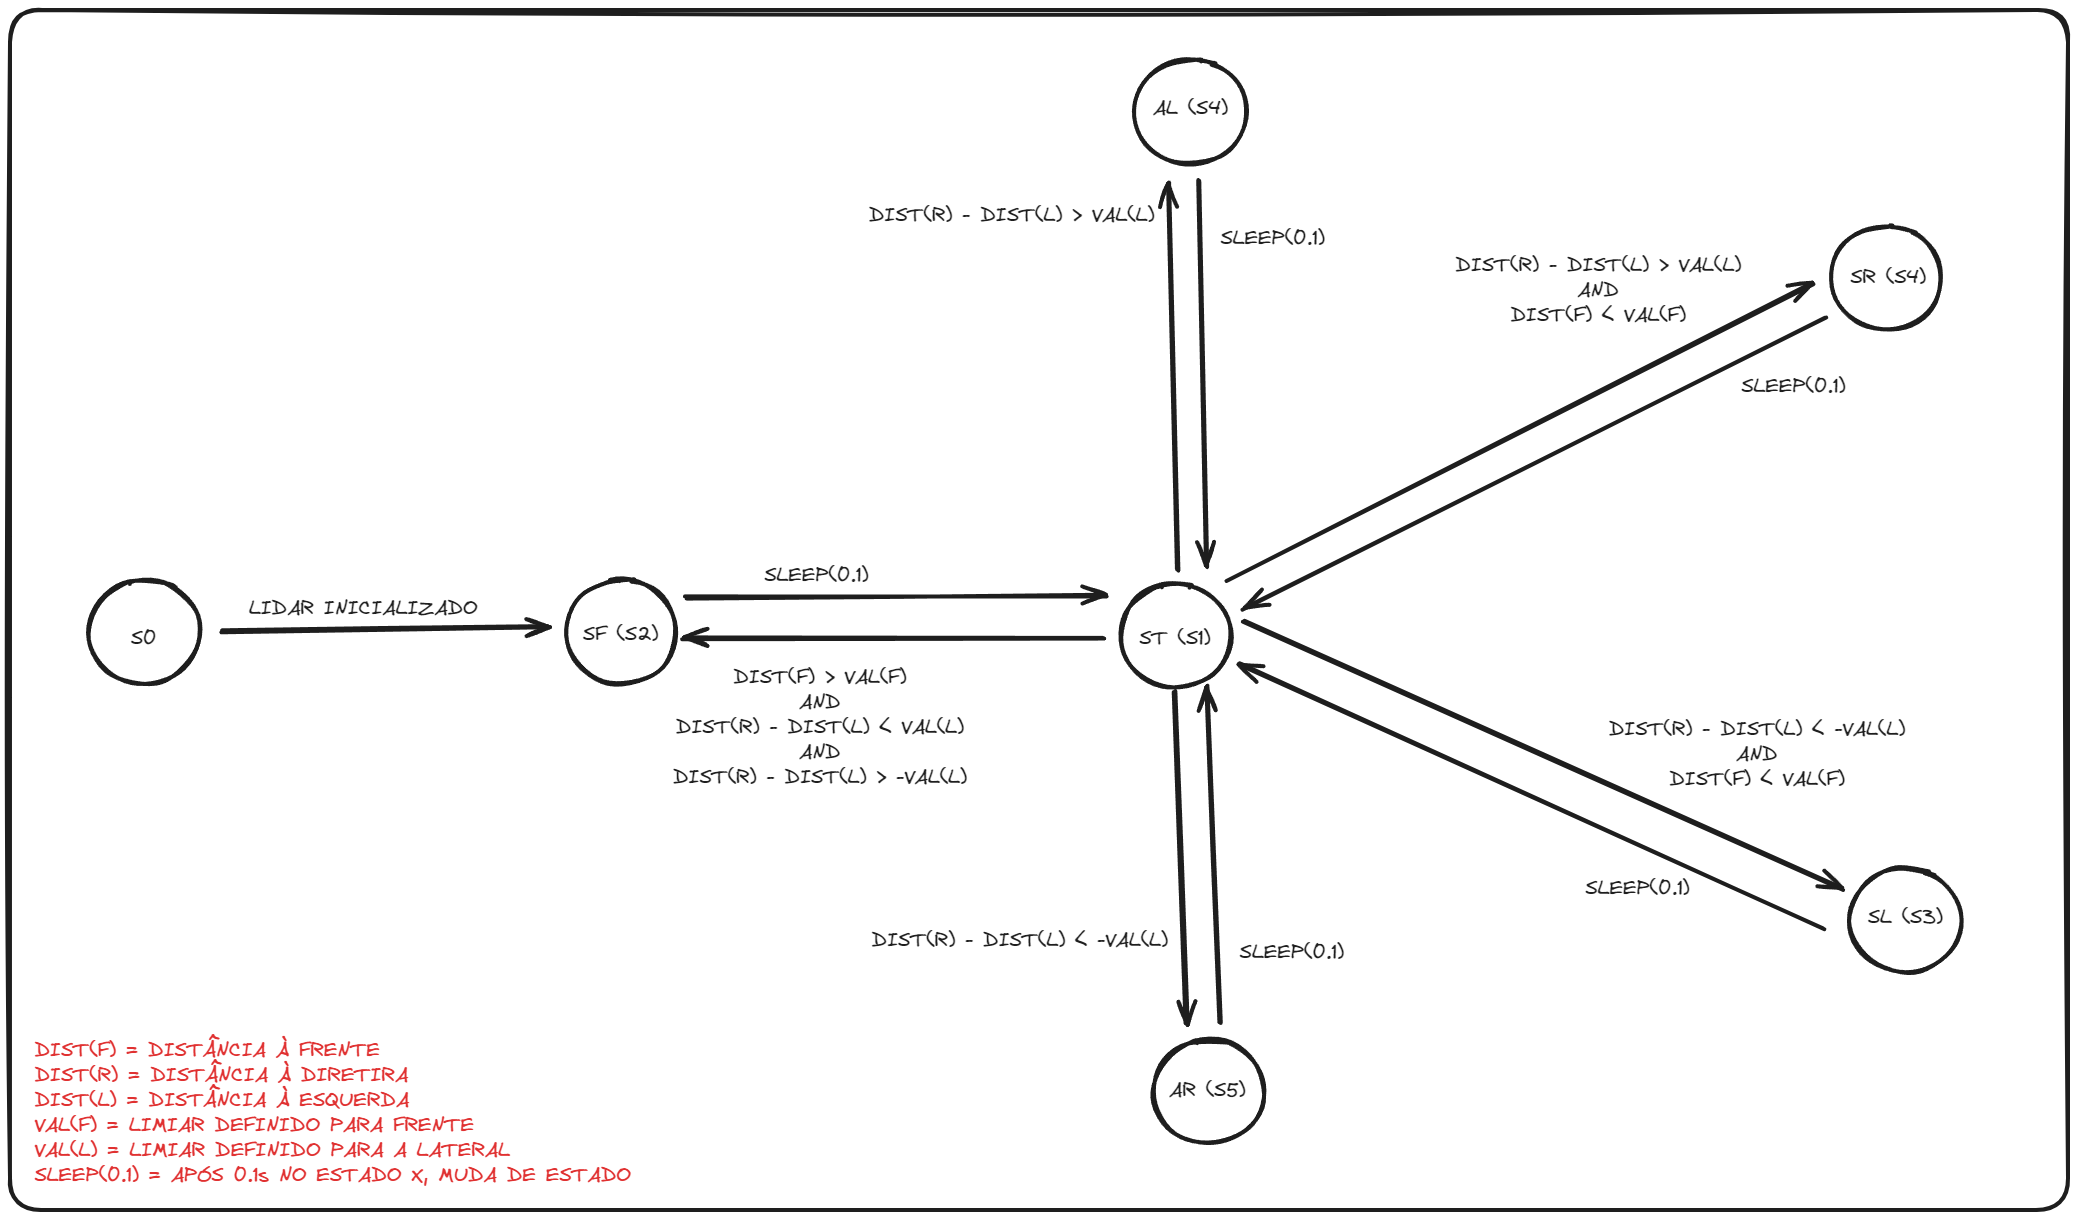 AL (S4)
DIST(R) - DIST(L) > VAL(L)
SLEEP(0.1)
DIST(R) - DIST(L) > VAL(L)
AND
DIST(F) < VAL(F)
SR (S4)
SLEEP(0.1)
S0
LIDAR INICIALIZADO
SF (S2)
SLEEP(0.1)
ST (S1)
DIST(F) > VAL(F)
AND
DIST(R) - DIST(L) < VAL(L)
AND
DIST(R) - DIST(L) > -VAL(L)
DIST(R) - DIST(L) < -VAL(L)
AND
DIST(F) < VAL(F)
SLEEP(0.1)
SL (S3)
DIST(R) - DIST(L) < -VAL(L)
SLEEP(0.1)
AR (S5)
DIST(F) = DISTÂNCIA À FRENTE
DIST(R) = DISTÂNCIA À DIRETIRA
DIST(L) = DISTÂNCIA À ESQUERDA
VAL(F) = LIMIAR DEFINIDO PARA FRENTE
VAL(L) = LIMIAR DEFINIDO PARA A LATERAL
SLEEP(0.1) = APÓS 0.1s NO ESTADO X, MUDA DE ESTADO